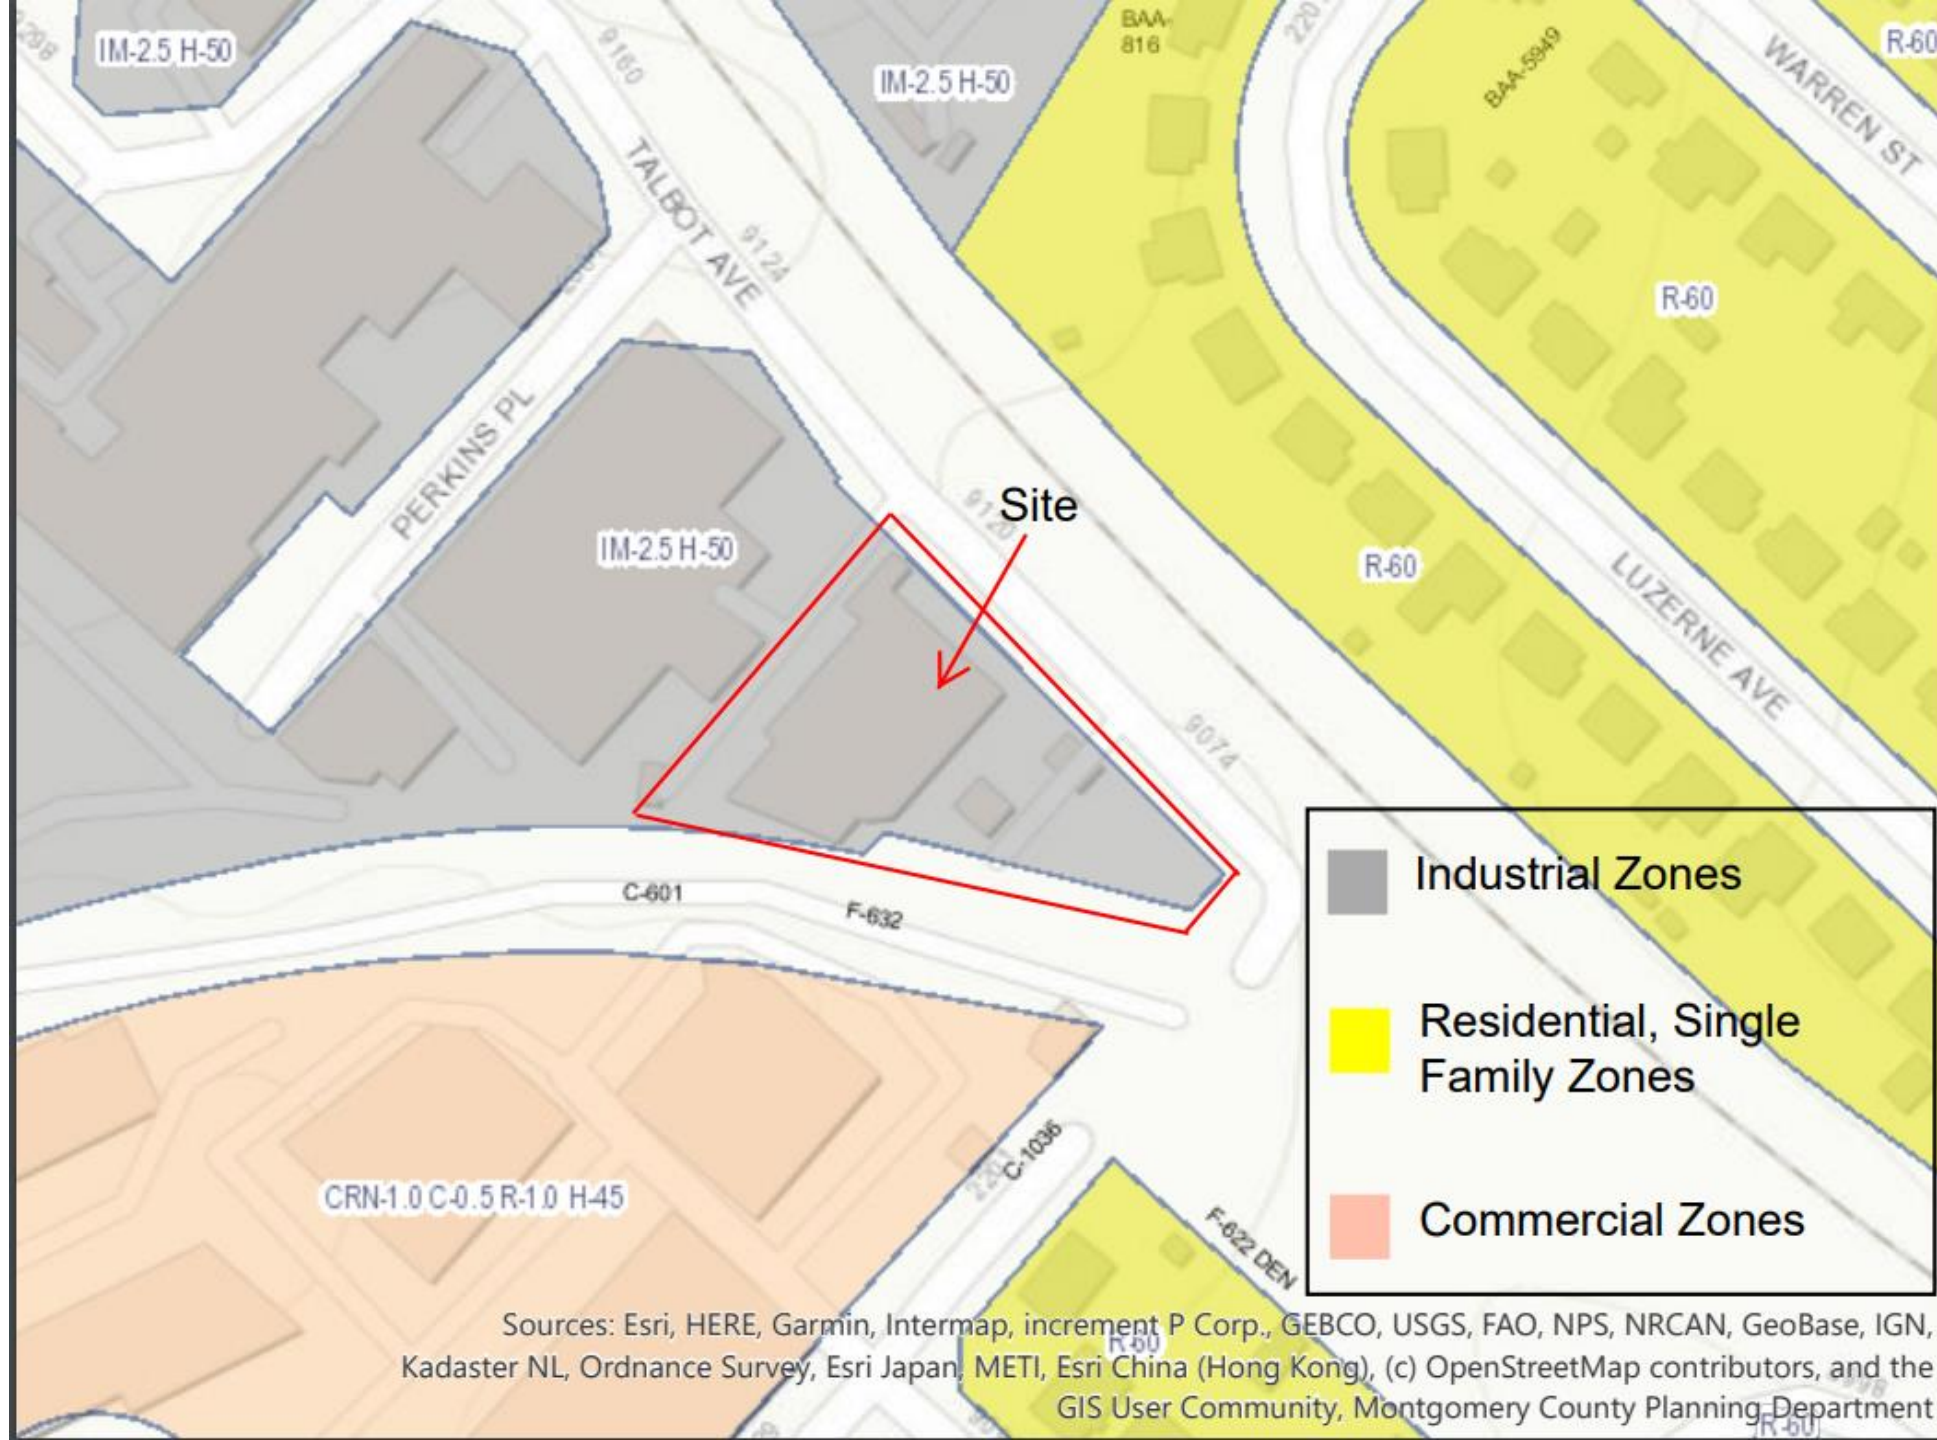 2298
IM-2.5 H-50
9160
IM-2.5 H-50
BAA-
816
BAA-5949
WARREN ST
R-60
TALBOT AVE
9124
R-60
PERKINS PL
IM-2.5 H-50
9120
Site
R-60
LUZERNE AVE
9074
C-601
F-632
Industrial Zones
Residential, Single
Family Zones
Commercial Zones
CRN-1.0 C-0.5 R-1.0 H-45
C-1036
F-622 DEN
R-60
Sources: Esri, HERE, Garmin, Intermap, increment P Corp., GEBCO, USGS, FAO, NPS, NRCAN, GeoBase, IGN,
Kadaster NL, Ordnance Survey, Esri Japan, METI, Esri China (Hong Kong), (c) OpenStreetMap contributors, and the
GIS User Community, Montgomery County Planning Department
R-60